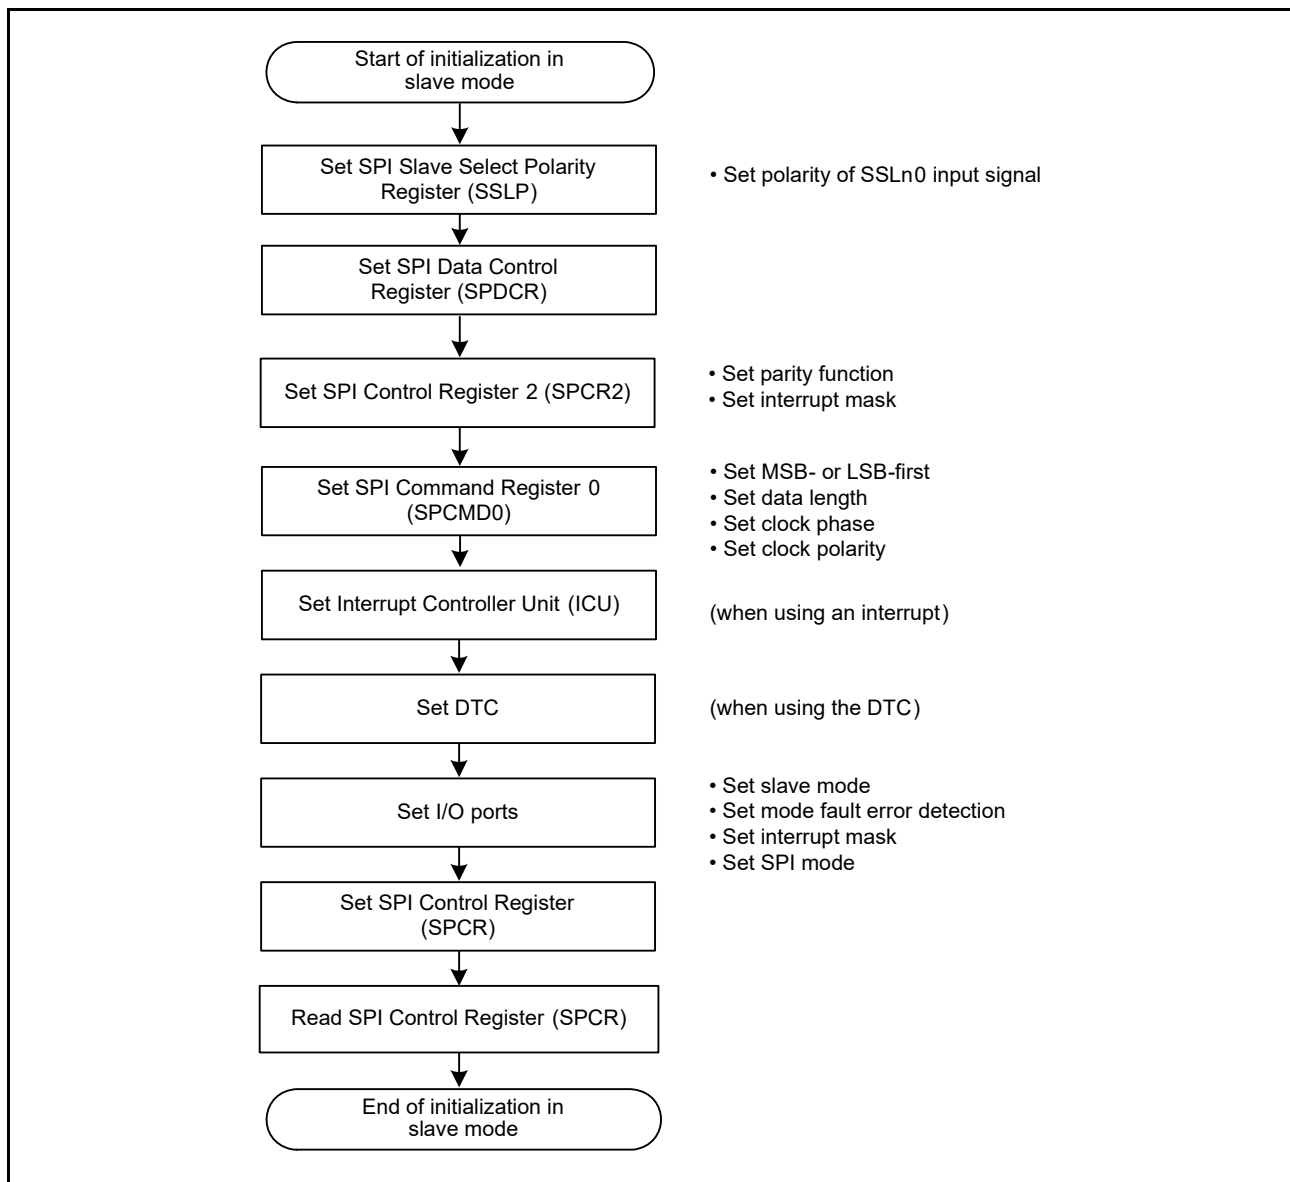 Start of initialization in
slave mode
Set SPI Slave Select Polarity
Register (SSLP)
• Set polarity of SSLn0 input signal
Set SPI Data Control
Register (SPDCR)
Set SPI Control Register 2 (SPCR2)
• Set parity function
• Set interrupt mask
Set SPI Command Register 0
(SPCMD0)
• Set MSB- or LSB-first
• Set data length
• Set clock phase
• Set clock polarity
Set Interrupt Controller Unit (ICU)
(when using an interrupt)
Set DTC
(when using the DTC)
Set I/O ports
• Set slave mode
• Set mode fault error detection
• Set interrupt mask
• Set SPI mode
Set SPI Control Register
(SPCR)
Read SPI Control Register (SPCR)
End of initialization in
slave mode